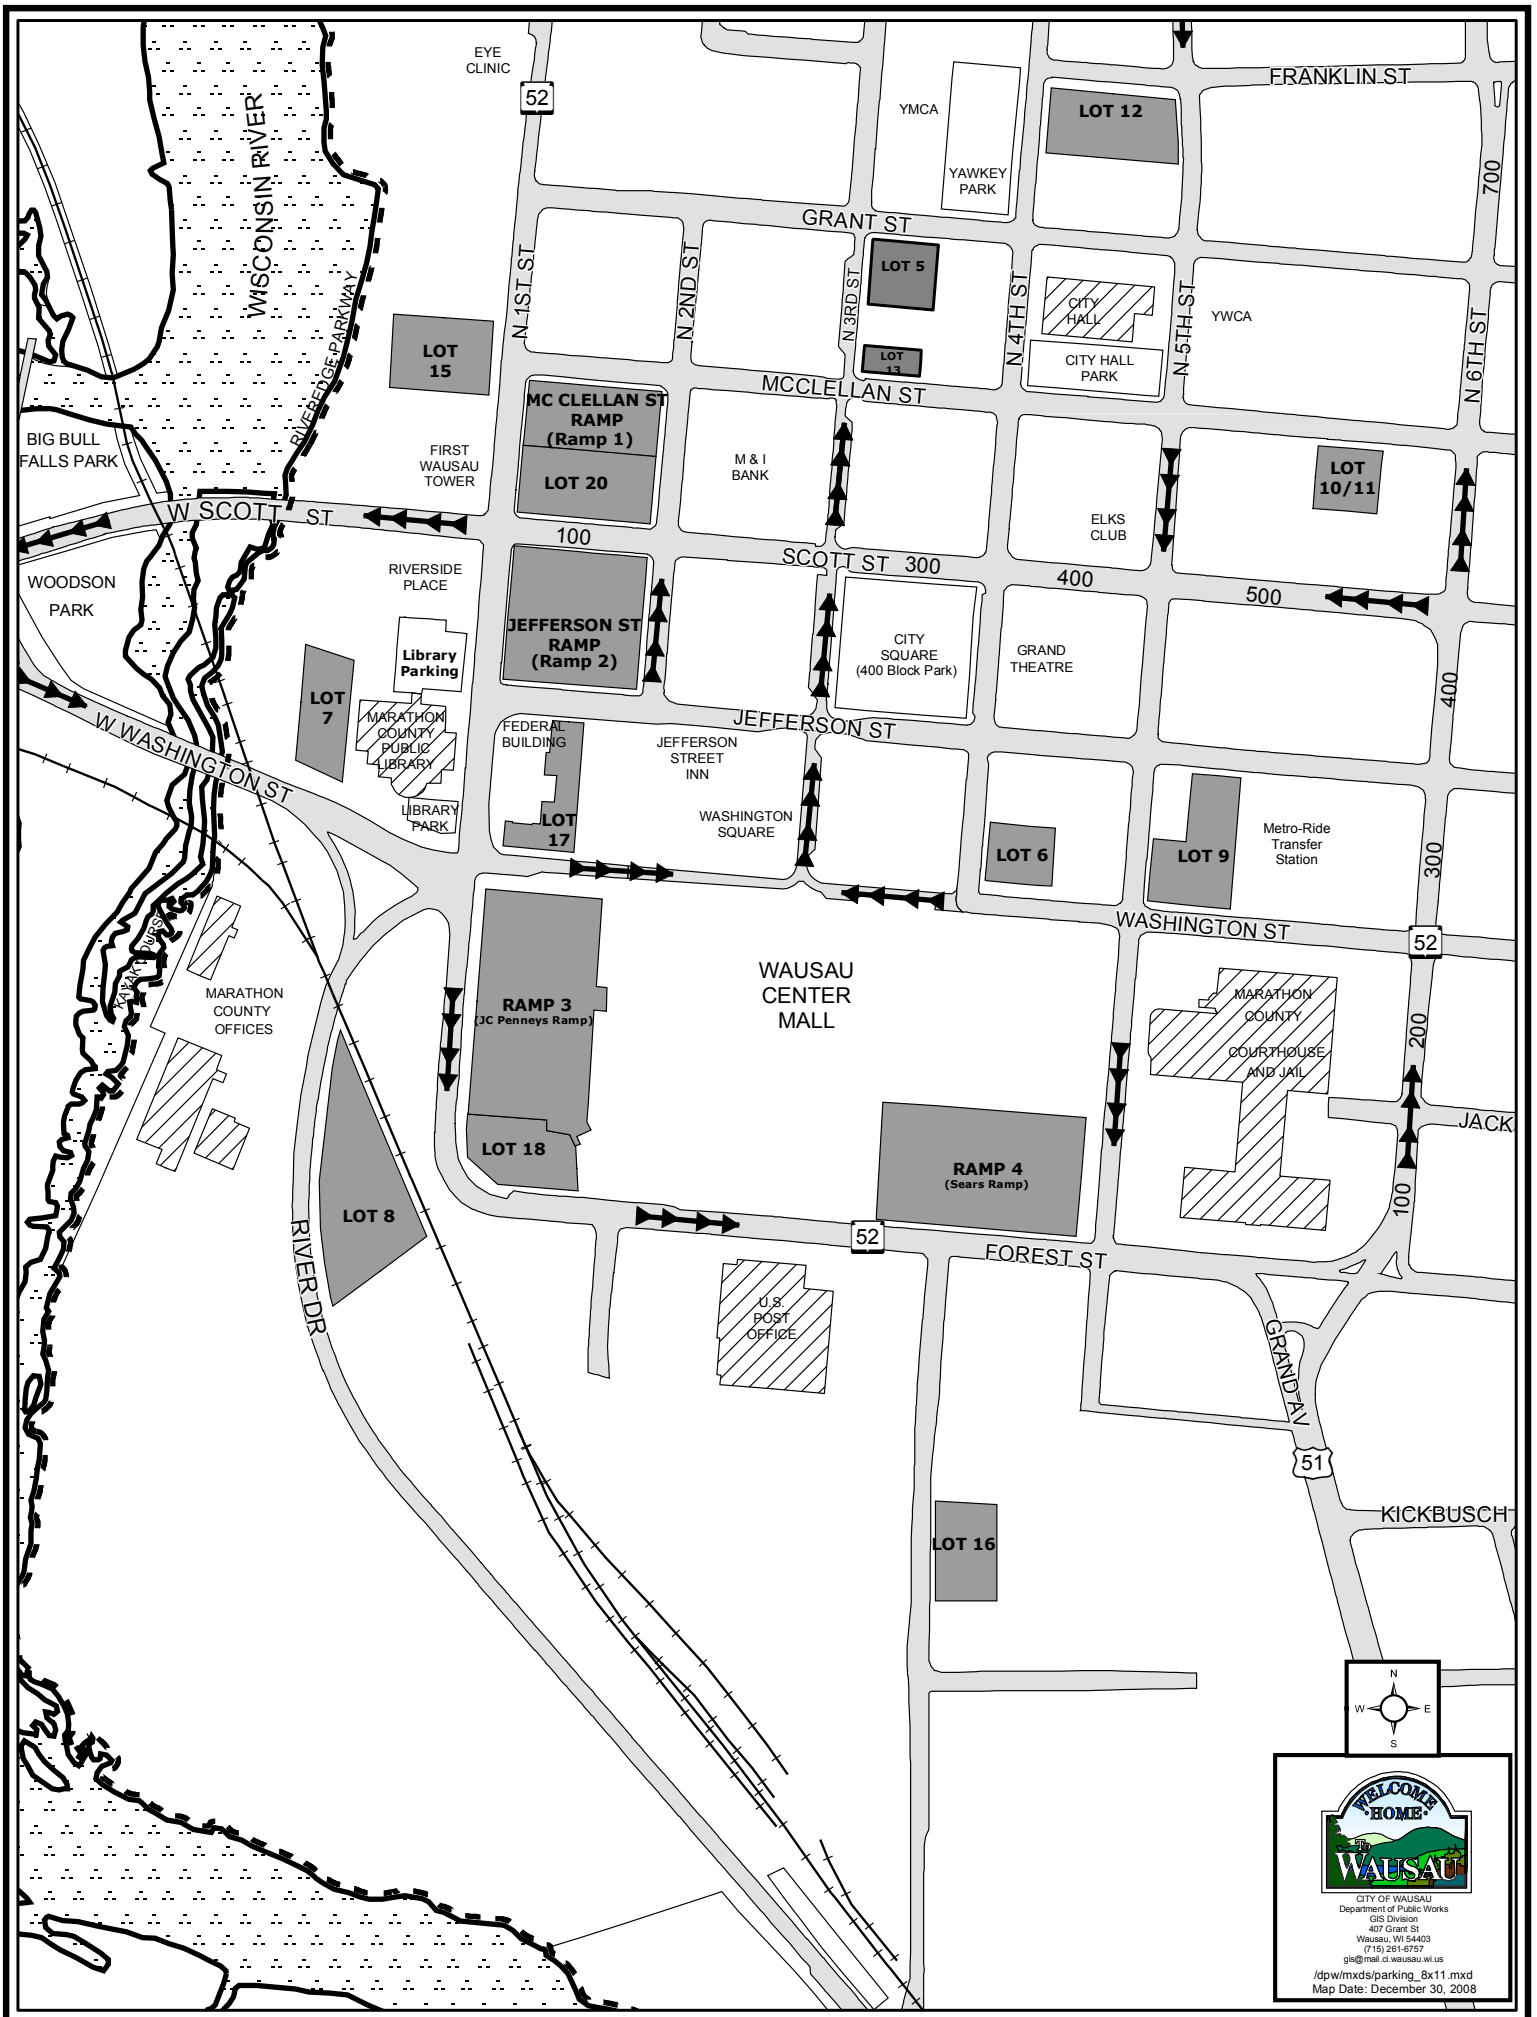 EYE
CLINIC
52
FRANKLIN ST
LOT 12
YMCA
YAWKEY
PARK
700
WISCONSIN RIVER
GRANT ST
LOT 5
N 1ST ST
N 2ND ST
N 3RD ST
N 4TH ST
CITY
HALL
N 5TH ST
YWCA
N 6TH ST
RIVEREDGE PARKWAY
LOT
15
LOT
13
CITY HALL
PARK
MCCLELLAN ST
MC CLELLAN ST
RAMP
(Ramp 1)
BIG BULL
FALLS PARK
FIRST
WAUSAU
TOWER
LOT 20
M & I
BANK
LOT
10/11
W SCOTT ST
100
ELKS
CLUB
SCOTT ST
300
400
500
WOODSON
PARK
RIVERSIDE
PLACE
JEFFERSON ST
RAMP
(Ramp 2)
Library
Parking
CITY
SQUARE
(400 Block Park)
GRAND
THEATRE
LOT
7
400
MARATHON
COUNTY
PUBLIC
LIBRARY
FEDERAL
BUILDING
JEFFERSON ST
JEFFERSON
STREET
INN
W WASHINGTON ST
LIBRARY
PARK
LOT
17
WASHINGTON
SQUARE
LOT 6
LOT 9
Metro-Ride
Transfer
Station
300
WASHINGTON ST
52
KAYAK COURSE
MARATHON
COUNTY
OFFICES
RAMP 3
(JC Penneys Ramp)
WAUSAU
CENTER
MALL
MARATHON
COUNTY
COURTHOUSE
AND JAIL
200
JACK
LOT 18
RAMP 4
(Sears Ramp)
100
LOT 8
RIVER DR
52
FOREST ST
U.S.
POST
OFFICE
GRAND AV
51
KICKBUSCH
LOT 16
N
W E
S
WELCOME
HOME
To
WAUSAU
CITY OF WAUSAU
Department of Public Works
GIS Division
407 Grant St
Wausau, WI 54403
(715) 261-6757
gis@mail.ci.wausau.wi.us
/dpw/mxds/parking_8x11.mxd
Map Date: December 30, 2008